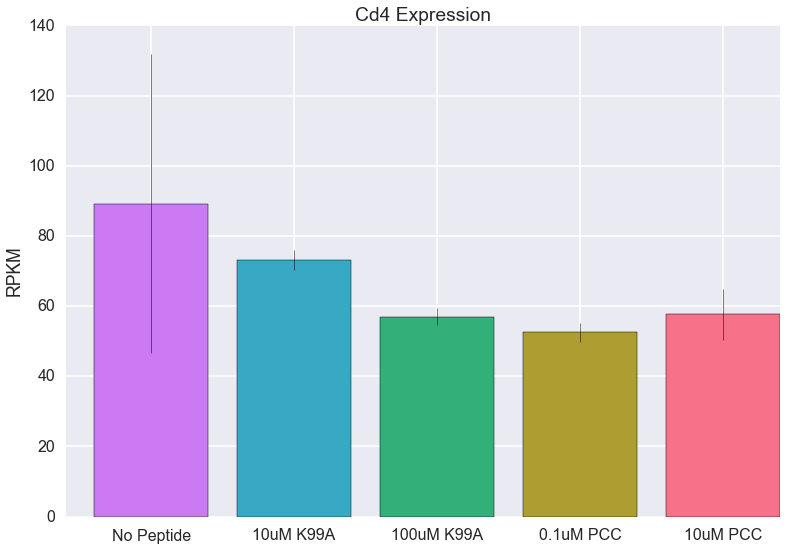 Cd4 Expression
140
120
100
80
60
40
20
0
RPKM
No Peptide
10uM K99A
100uM K99A
0.1uM PCC
10uM PCC